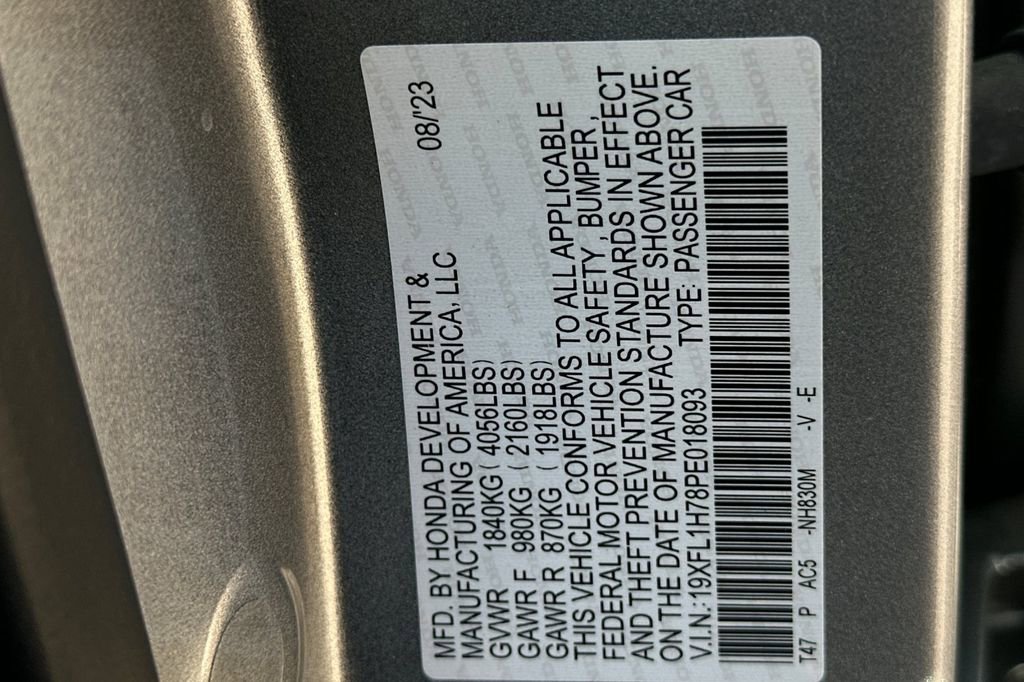 MFD. BY HONDA DEVELOPMENT & 08/'23
MANUFACTURING OF AMERICA, LLC
GVWR 1840KG ( 4056LBS)
GAWR F 980KG ( 2160LBS)
GAWR R 870KG ( 1918LBS)
THIS VEHICLE CONFORMS TO ALL APPLICABLE
FEDERAL MOTOR VEHICLE SAFETY , BUMPER ,
AND THEFT PREVENTION STANDARDS IN EFFECT
ON THE DATE OF MANUFACTURE SHOWN ABOVE.
V.I.N.:19XFL1H78PE018093 TYPE: PASSENGER CAR
T47 P AC5 -NH830M -V -E